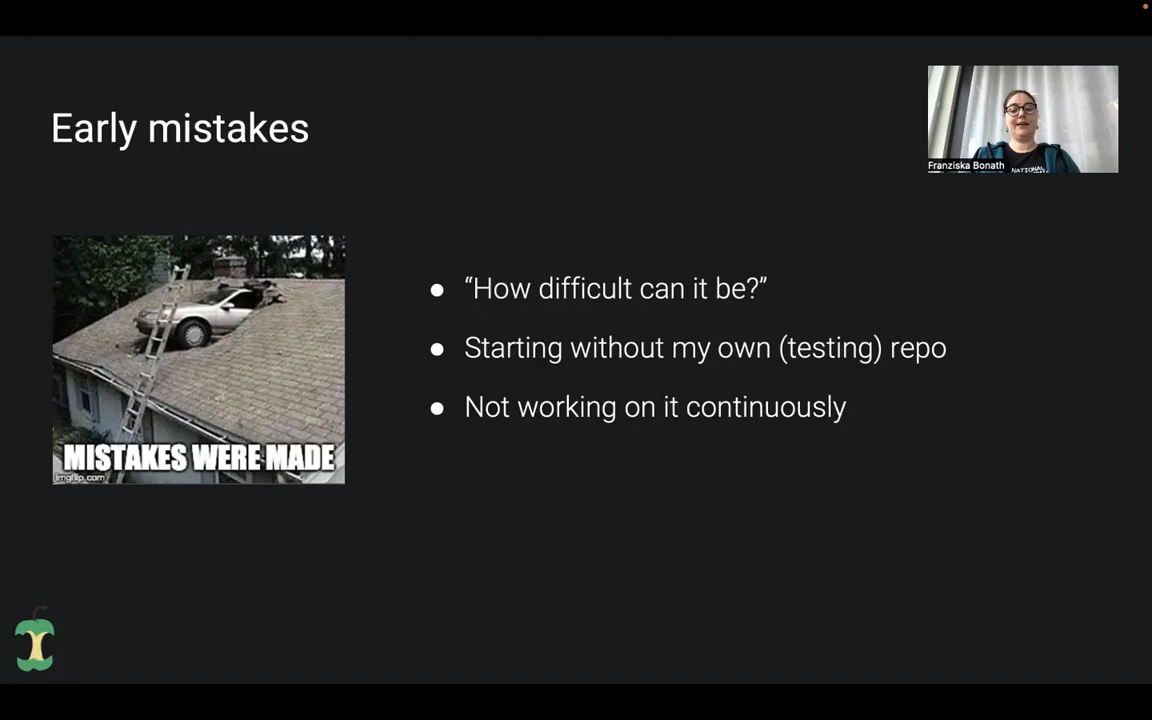 Early mistakes
Franziska Bonath
NATIONAL
“How difficult can it be?”
Starting without my own (testing) repo
Not working on it continuously
MISTAKES WERE MADE
imgflip.com